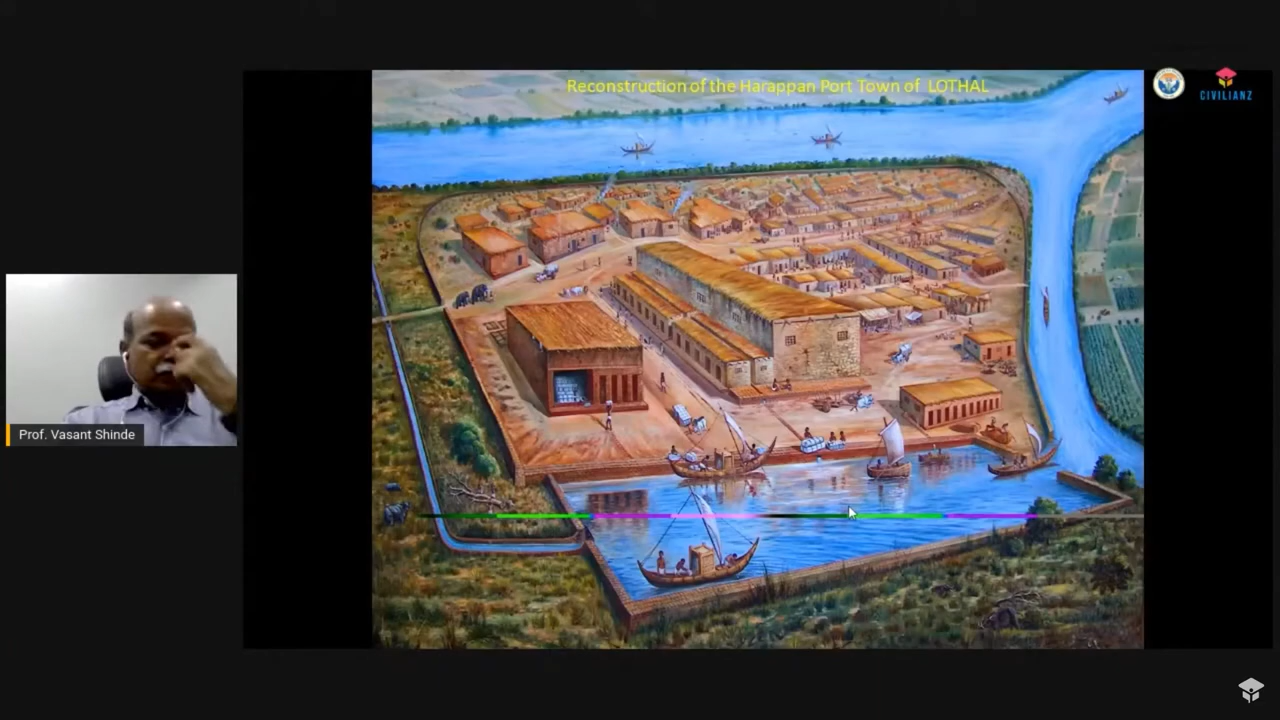 Reconstruction of the Harappan Port Town of LOTHAL
CIVILIANZ
Prof. Vasant Shinde